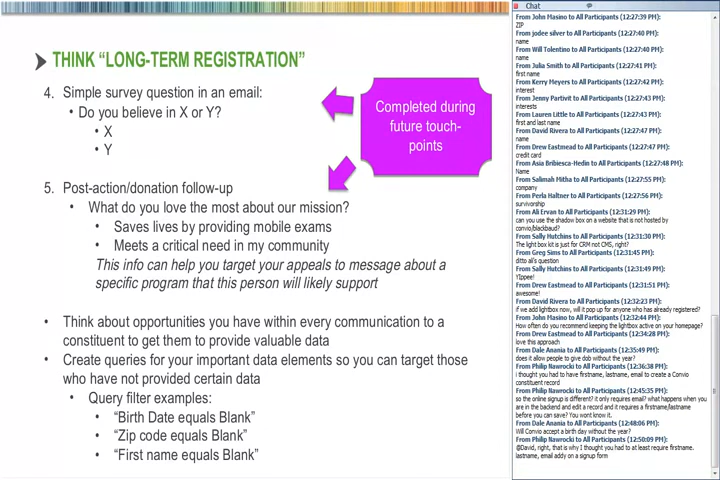 THINK “LONG-TERM REGISTRATION”
4. Simple survey question in an email:
• Do you believe in X or Y?
• X
• Y
Completed during
future touch-
points
5. Post-action/donation follow-up
• What do you love the most about our mission?
• Saves lives by providing mobile exams
• Meets a critical need in my community
This info can help you target your appeals to message about a
specific program that this person will likely support
• Think about opportunities you have within every communication to a
constituent to get them to provide valuable data
• Create queries for your important data elements so you can target those
who have not provided certain data
• Query filter examples:
• “Birth Date equals Blank”
• “Zip code equals Blank”
• “First name equals Blank”
Chat
From John Masino to All Participants (12:27:39 PM):
ZIP
From jodee silver to All Participants (12:27:40 PM):
name
From Will Tolentino to All Participants (12:27:40 PM):
name
From Julia Smith to All Participants (12:27:41 PM):
first name
From Kerry Meyers to All Participants (12:27:42 PM):
interest
From Jenny Partivit to All Participants (12:27:43 PM):
interests
From Lauren Little to All Participants (12:27:43 PM):
first and last name
From David Rivera to All Participants (12:27:47 PM):
name
From Drew Eastmead to All Participants (12:27:47 PM):
credit card
From Asia Bribiesca-Hedin to All Participants (12:27:48 PM):
Name
From Salimah Mitha to All Participants (12:27:55 PM):
company
From Perla Haltner to All Participants (12:27:56 PM):
survivorship
From Ali Ervan to All Participants (12:31:29 PM):
can you use the shadow box on a website that is not hosted by
convio/blackbaud?
From Sally Hutchins to All Participants (12:31:30 PM):
The light box kit is just for CRM not CMS, right?
From Greg Sims to All Participants (12:31:45 PM):
ditto ali's question
From Sally Hutchins to All Participants (12:31:49 PM):
Yippee!
From Drew Eastmead to All Participants (12:31:51 PM):
awesome!
From David Rivera to All Participants (12:32:23 PM):
if we add lightbox now, will it pop up for anyone who has already registered?
From John Masino to All Participants (12:32:44 PM):
How often do you recommend keeping the lightbox active on your homepage?
From Drew Eastmead to All Participants (12:34:28 PM):
love this approach
From Dale Anania to All Participants (12:35:49 PM):
does it allow people to give dob without the year?
From Philip Nawrocki to All Participants (12:36:38 PM):
i thought you had to have firstname, lastname, email to create a Convio
constituent record
From Philip Nawrocki to All Participants (12:45:35 PM):
so the online signup is different? it only requires email? what happens when you
are in the backend and edit a record and it requires a firstname/lastname
before you can save? You wont know it.
From Dale Anania to All Participants (12:48:06 PM):
Will Convio accept a birth day without the year?
From Philip Nawrocki to All Participants (12:50:09 PM):
@David, right, that is why I thought you had to at least require firstname.
lastname, email addy on a signup form